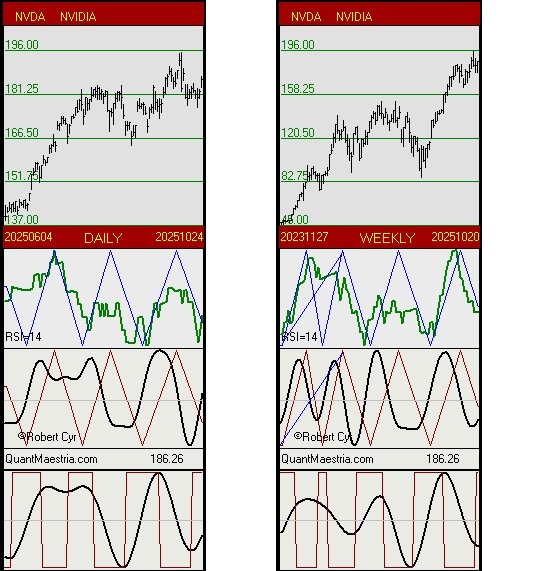 NVDA NVIDIA
196.00
181.25
166.50
151.75
137.00
20250604 DAILY 20251024
RSI=14
©Robert Cyr
QuantMaestria.com 186.26
NVDA NVIDIA
196.00
158.25
120.50
82.75
45.00
20231127 WEEKLY 20251020
RSI=14
©Robert Cyr
QuantMaestria.com 186.26